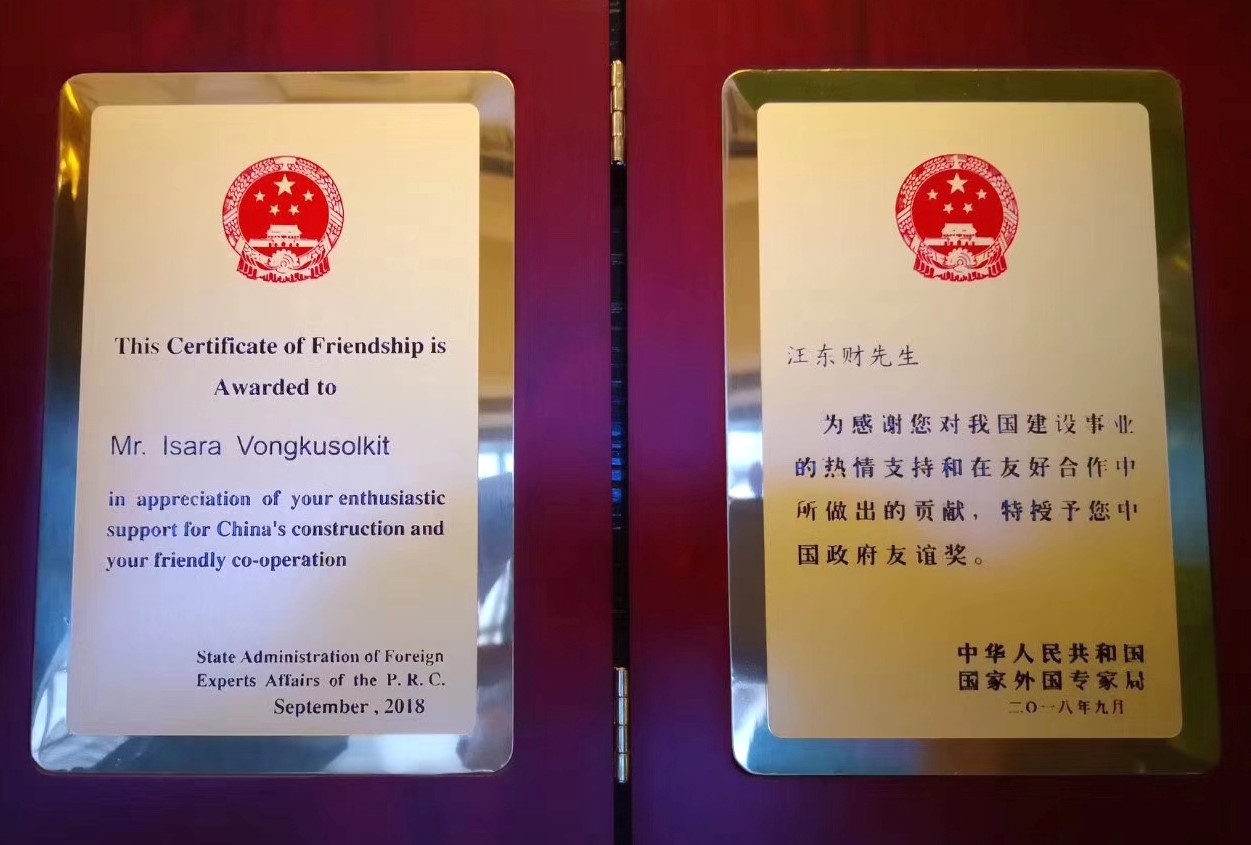 This Certificate of Friendship is
Awarded to
Mr. Isara Vongkusolkit
in appreciation of your enthusiastic
support for China's construction and
your friendly co-operation
State Administration of Foreign
Experts Affairs of the P. R. C.
September , 2018
汪东财先生
为感谢您对我国建设事业
的热情支持和在友好合作中
所做出的贡献，特授予您中
国政府友谊奖。
中华人民共和国
国家外国专家局
二〇一八年九月